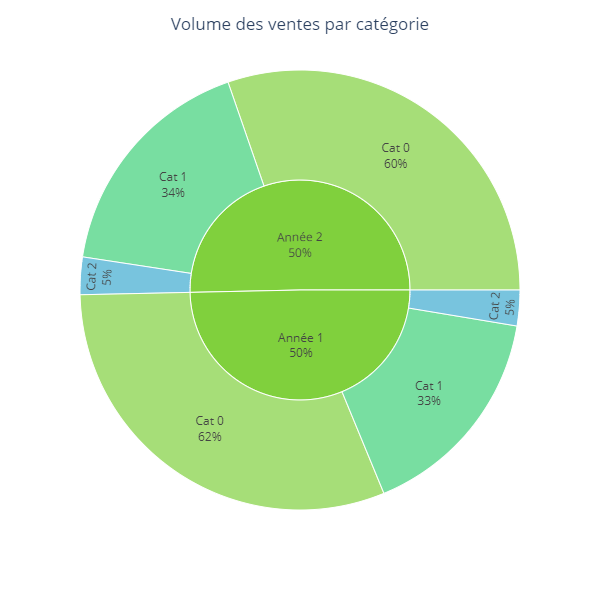 Volume des ventes par catégorie
Cat 0
60%
Cat 1
34%
Année 2
50%
Cat 2
5%
Cat 2
5%
Année 1
50%
Cat 1
33%
Cat 0
62%